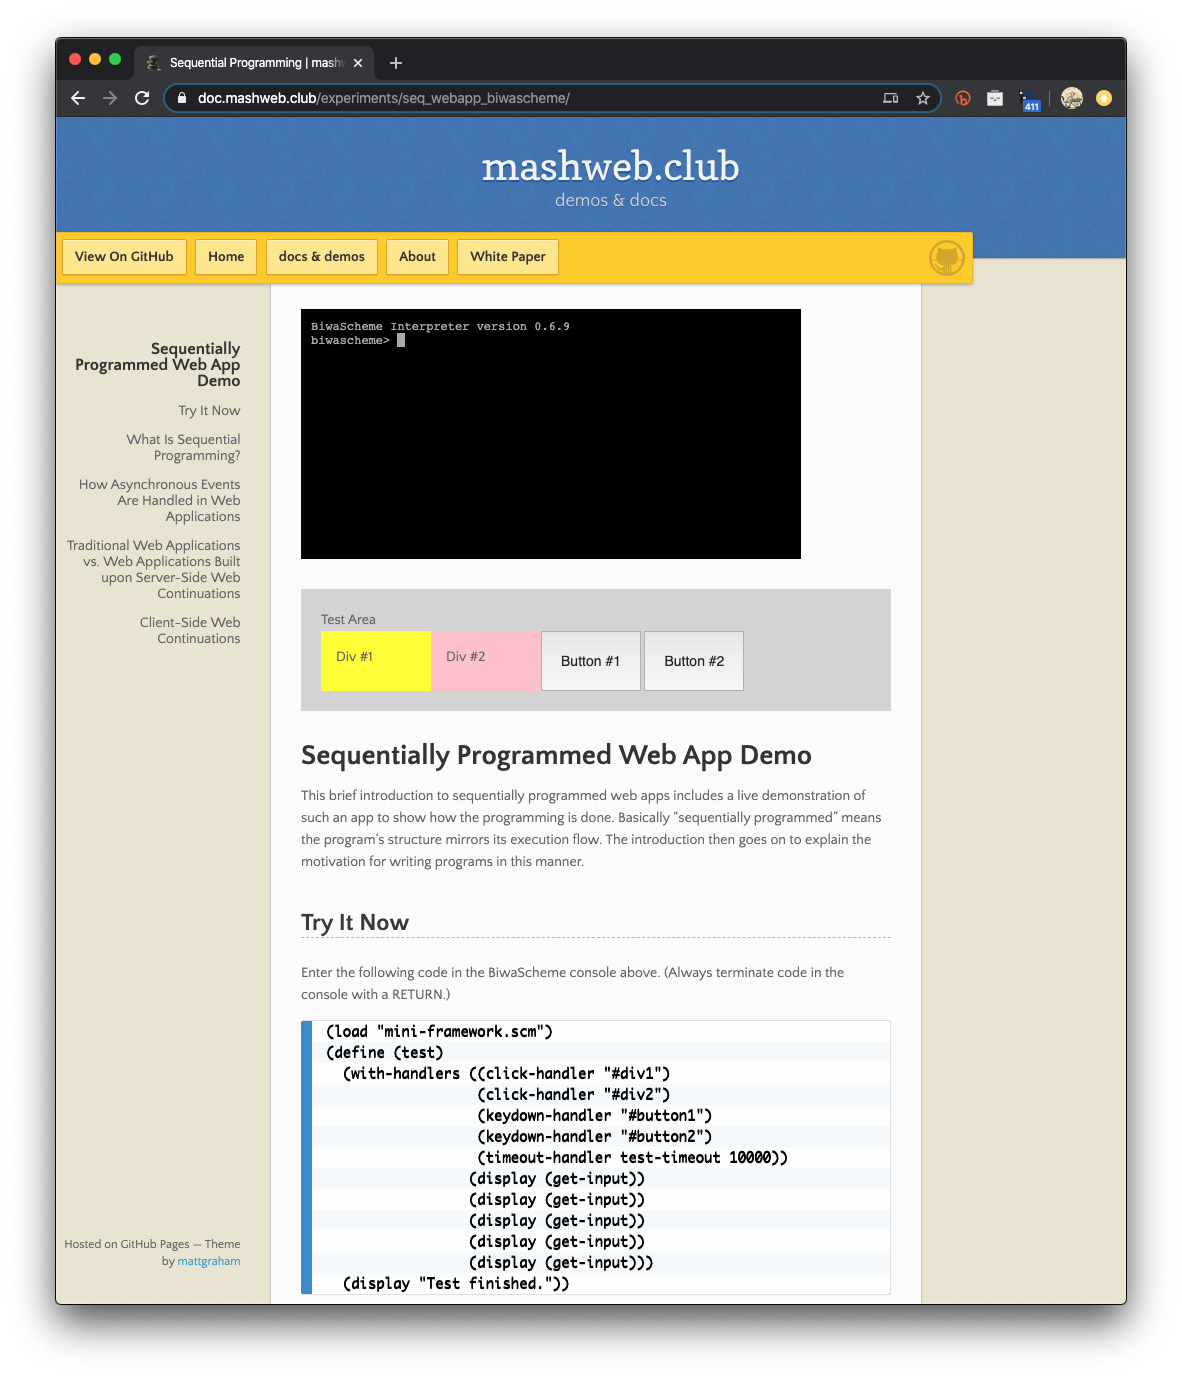 Sequential Programming | mash
doc.mashweb.club/experiments/seq_webapp_biwascheme/
411
mashweb.club
demos & docs
View On GitHub
Home
docs & demos
About
White Paper
Sequentially
Programmed Web App
Demo
Try It Now
What Is Sequential
Programming?
How Asynchronous Events
Are Handled in Web
Applications
Traditional Web Applications
vs. Web Applications Built
upon Server-Side Web
Continuations
Client-Side Web
Continuations
Hosted on GitHub Pages — Theme
by mattgraham
BiwaScheme Interpreter version 0.6.9
biwascheme>
Test Area
Div #1
Div #2
Button #1
Button #2
Sequentially Programmed Web App Demo
This brief introduction to sequentially programmed web apps includes a live demonstration of
such an app to show how the programming is done. Basically “sequentially programmed” means
the program’s structure mirrors its execution flow. The introduction then goes on to explain the
motivation for writing programs in this manner.
Try It Now
Enter the following code in the BiwaScheme console above. (Always terminate code in the
console with a RETURN.)
(load "mini-framework.scm")
(define (test)
(with-handlers ((click-handler "#div1")
(click-handler "#div2")
(keydown-handler "#button1")
(keydown-handler "#button2")
(timeout-handler test-timeout 10000))
(display (get-input))
(display (get-input))
(display (get-input))
(display (get-input))
(display (get-input)))
(display "Test finished."))